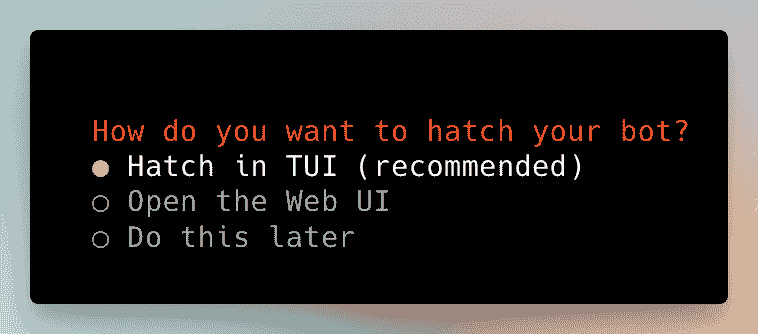 How do you want to hatch your bot?
● Hatch in TUI (recommended)
○ Open the Web UI
○ Do this later